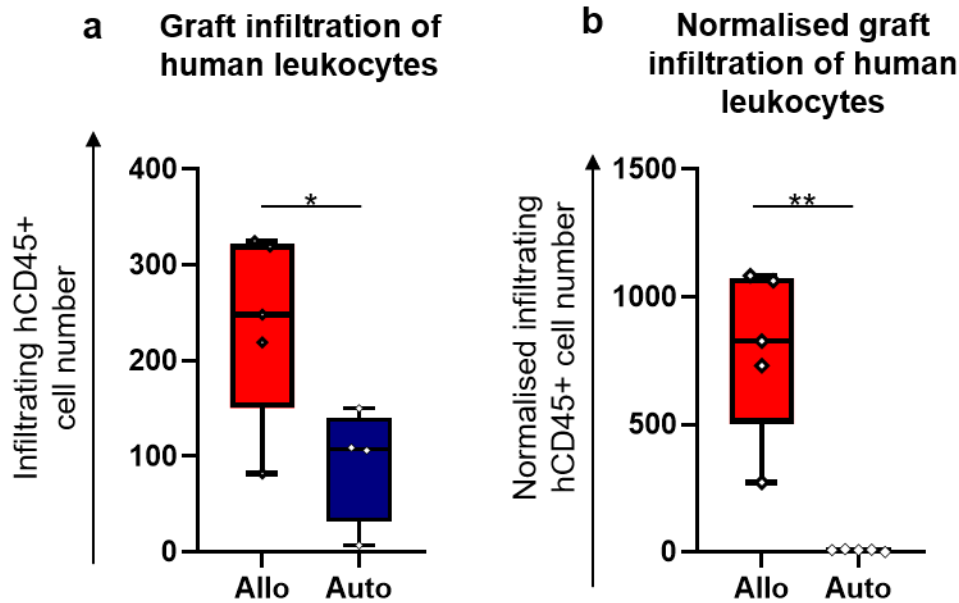 a
Graft infiltration of
human leukocytes
Infiltrating hCD45+
cell number
400
300
200
100
0
*
Allo
Auto
b
Normalised graft
infiltration of human
leukocytes
Normalised infiltrating
hCD45+ cell number
1500
1000
500
0
**
Allo
Auto